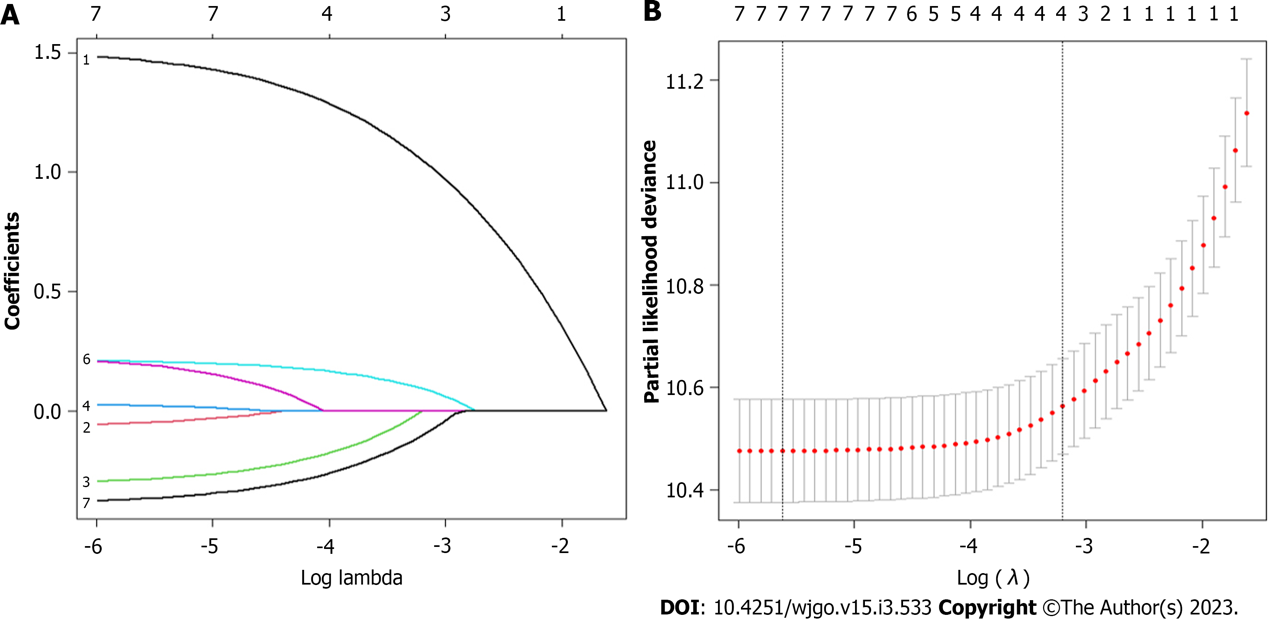 A
7 7 4 3 1
1.5
1.0
0.5
0.0
Coefficients
1
6
4
2
3
7
-6 -5 -4 -3 -2
Log lambda
B
7 7 7 7 7 7 7 7 6 5 5 4 4 4 4 4 3 2 1 1 1 1 1 1
11.2
11.0
10.8
10.6
10.4
Partial likelihood deviance
-6 -5 -4 -3 -2
Log ( λ )
DOI: 10.4251/wjgo.v15.i3.533 Copyright ©The Author(s) 2023.